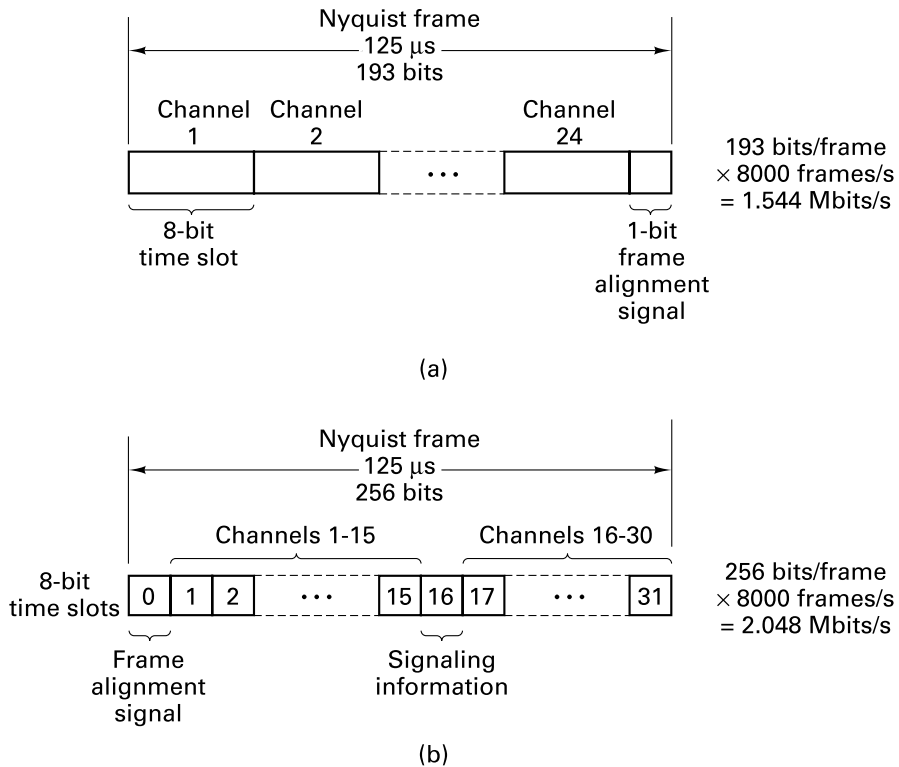 Nyquist frame
125 μs
193 bits
Channel
1
Channel
2
Channel
24
...
193 bits/frame
× 8000 frames/s
= 1.544 Mbits/s
8-bit
time slot
1-bit
frame
alignment
signal
(a)
Nyquist frame
125 μs
256 bits
Channels 1-15
Channels 16-30
8-bit
time slots
0 1 2 ... 15 16 17 ... 31
256 bits/frame
× 8000 frames/s
= 2.048 Mbits/s
Frame
alignment
signal
Signaling
information
(b)